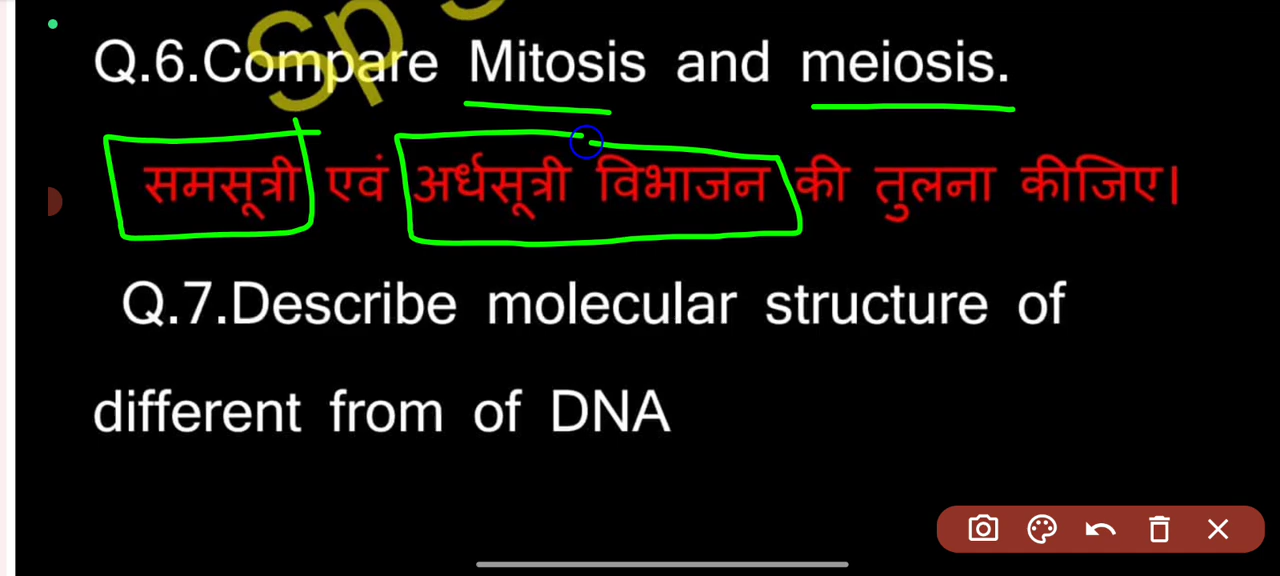 Sp S
Q.6.Compare Mitosis and meiosis.
समसूत्री एवं अर्धसूत्री विभाजन की तुलना कीजिए।
Q.7.Describe molecular structure of
different from of DNA